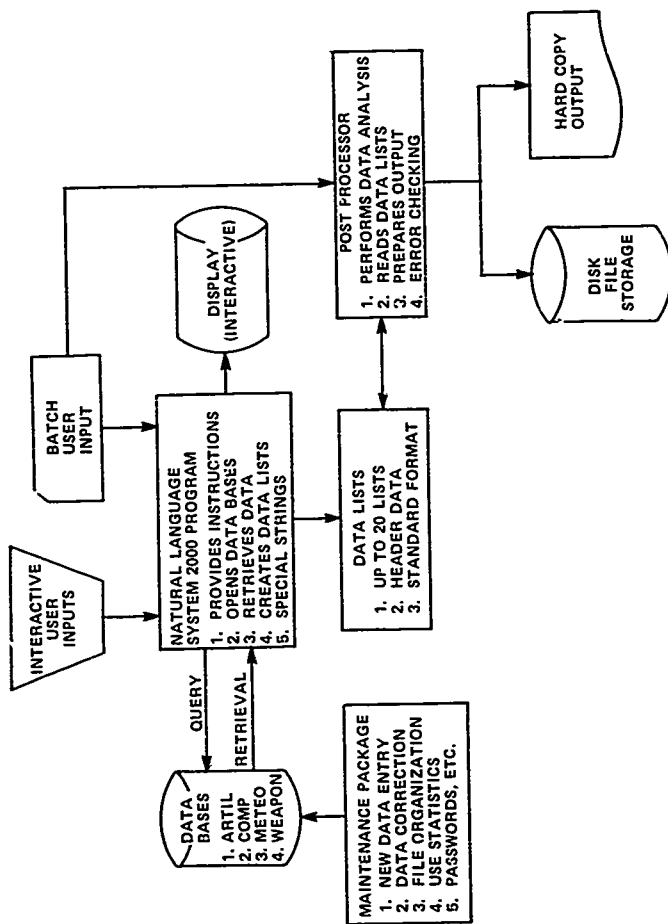 INTERACTIVE
USER
INPUTS
BATCH
USER
INPUT
DATA
BASES
1. ARTIL
2. COMP
3. METEO
4. WEAPON
QUERY
RETRIEVAL
NATURAL LANGUAGE
SYSTEM 2000 PROGRAM
1. PROVIDES INSTRUCTIONS
2. OPENS DATA BASES
3. RETRIEVES DATA
4. CREATES DATA LISTS
5. SPECIAL STRINGS
DISPLAY
(INTERACTIVE)
MAINTENANCE PACKAGE
1. NEW DATA ENTRY
2. DATA CORRECTION
3. FILE ORGANIZATION
4. USE STATISTICS
5. PASSWORDS, ETC.
DATA LISTS
1. UP TO 20 LISTS
2. HEADER DATA
3. STANDARD FORMAT
POST PROCESSOR
1. PERFORMS DATA ANALYSIS
2. READS DATA LISTS
3. PREPARES OUTPUT
4. ERROR CHECKING
DISK
FILE
STORAGE
HARD COPY
OUTPUT